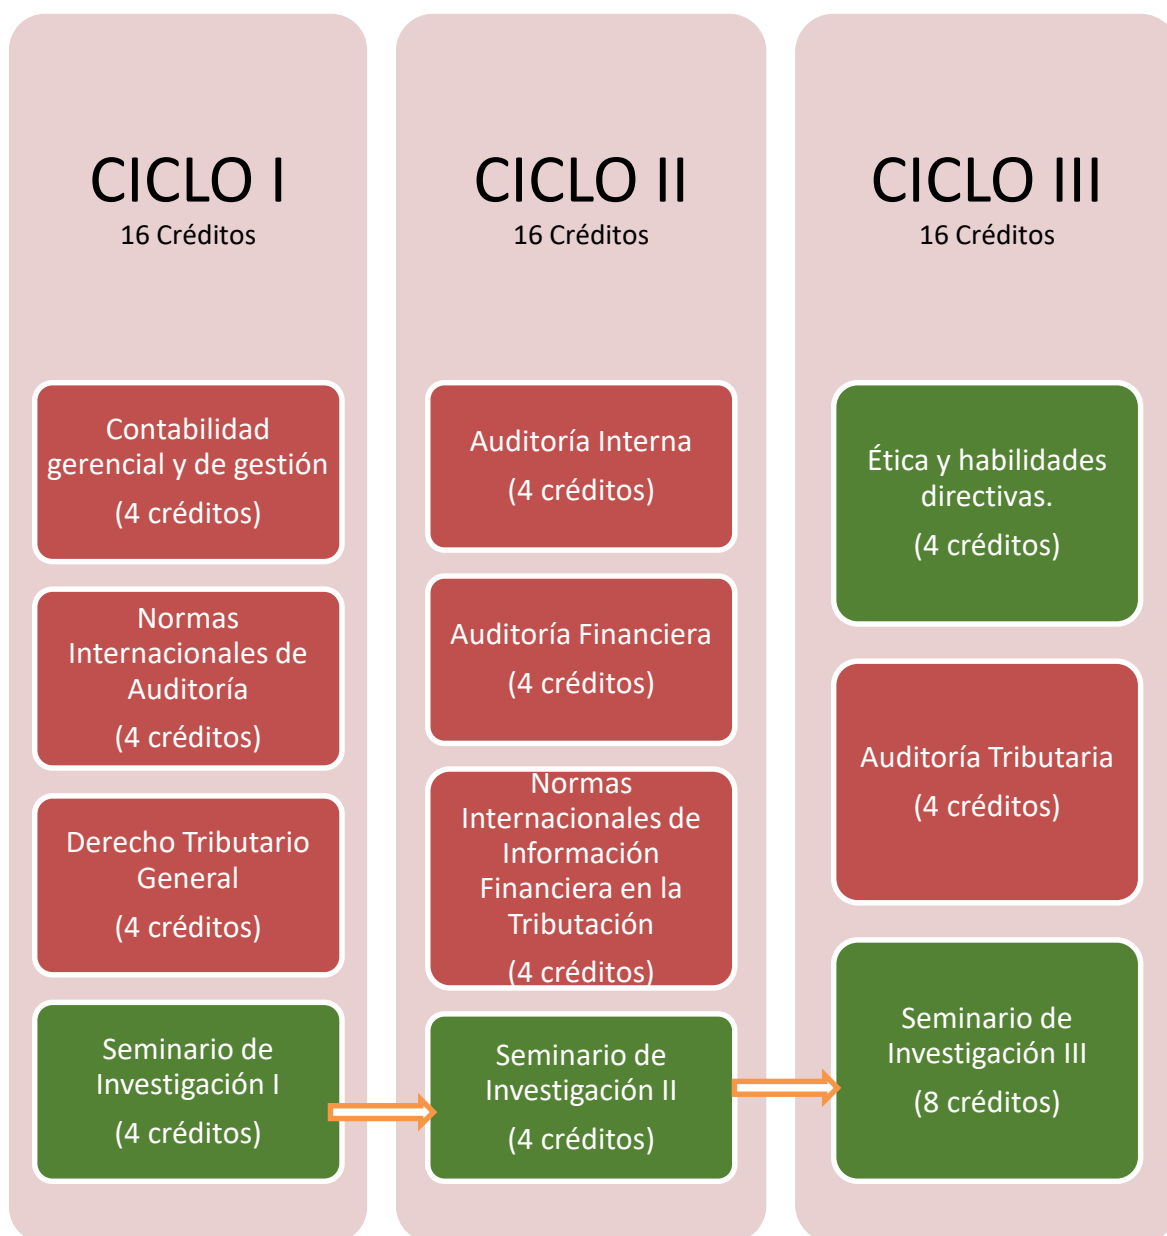 CICLO I
16 Créditos
Contabilidad
gerencial y de gestión
(4 créditos)
Normas
Internacionales de
Auditoría
(4 créditos)
Derecho Tributario
General
(4 créditos)
Seminario de
Investigación I
(4 créditos)
CICLO II
16 Créditos
Auditoría Interna
(4 créditos)
Auditoría Financiera
(4 créditos)
Normas
Internacionales de
Información
Financiera en la
Tributación
(4 créditos)
Seminario de
Investigación II
(4 créditos)
CICLO III
16 Créditos
Ética y habilidades
directivas.
(4 créditos)
Auditoría Tributaria
(4 créditos)
Seminario de
Investigación III
(8 créditos)